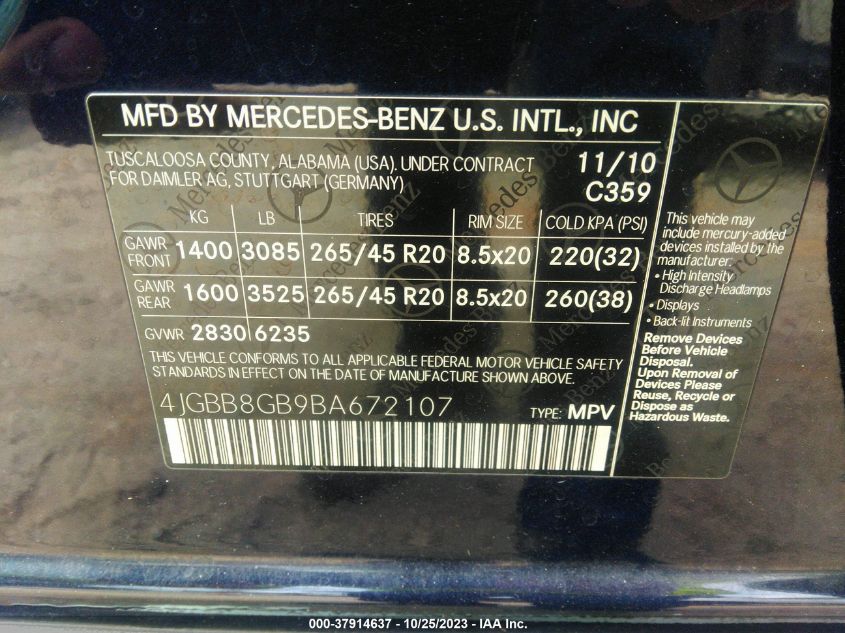 MFD BY MERCEDES-BENZ U.S. INTL., INC
TUSCALOOSA COUNTY, ALABAMA (USA). UNDER CONTRACT
FOR DAIMLER AG, STUTTGART (GERMANY)
11/10
C359
KG LB TIRES RIM SIZE COLD KPA (PSI)
GAWR FRONT 1400 3085 265/45 R20 8.5x20 220(32)
GAWR REAR 1600 3525 265/45 R20 8.5x20 260(38)
GVWR 2830 6235
THIS VEHICLE CONFORMS TO ALL APPLICABLE FEDERAL MOTOR VEHICLE SAFETY
STANDARDS IN EFFECT ON THE DATE OF MANUFACTURE SHOWN ABOVE.
4JGBB8GB9BA672107
TYPE: MPV
This vehicle may
include mercury-added
devices installed by the
manufacturer:
• High Intensity
Discharge Headlamps
• Displays
• Back-lit Instruments
Remove Devices
Before Vehicle
Disposal.
Upon Removal of
Devices Please
Reuse, Recycle or
Dispose as
Hazardous Waste.
Mercedes Benz
Mercedes Benz
Mercedes Benz
000-37914637 - 10/25/2023 - IAA Inc.